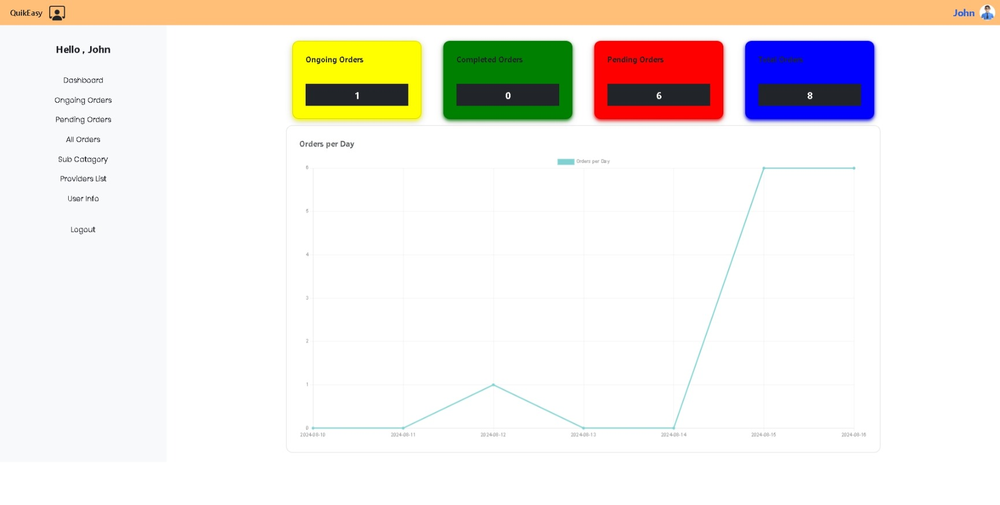 QuikEasy
John
Hello , John
Dashboard
Ongoing Orders
Pending Orders
All Orders
Sub Catagory
Providers List
User Info
Logout
Ongoing Orders
1
Completed Orders
0
Pending Orders
6
Total Orders
8
Orders per Day
Orders per Day
6
5
4
3
2
1
0
2024-08-10
2024-08-11
2024-08-12
2024-08-13
2024-08-14
2024-08-15
2024-08-16